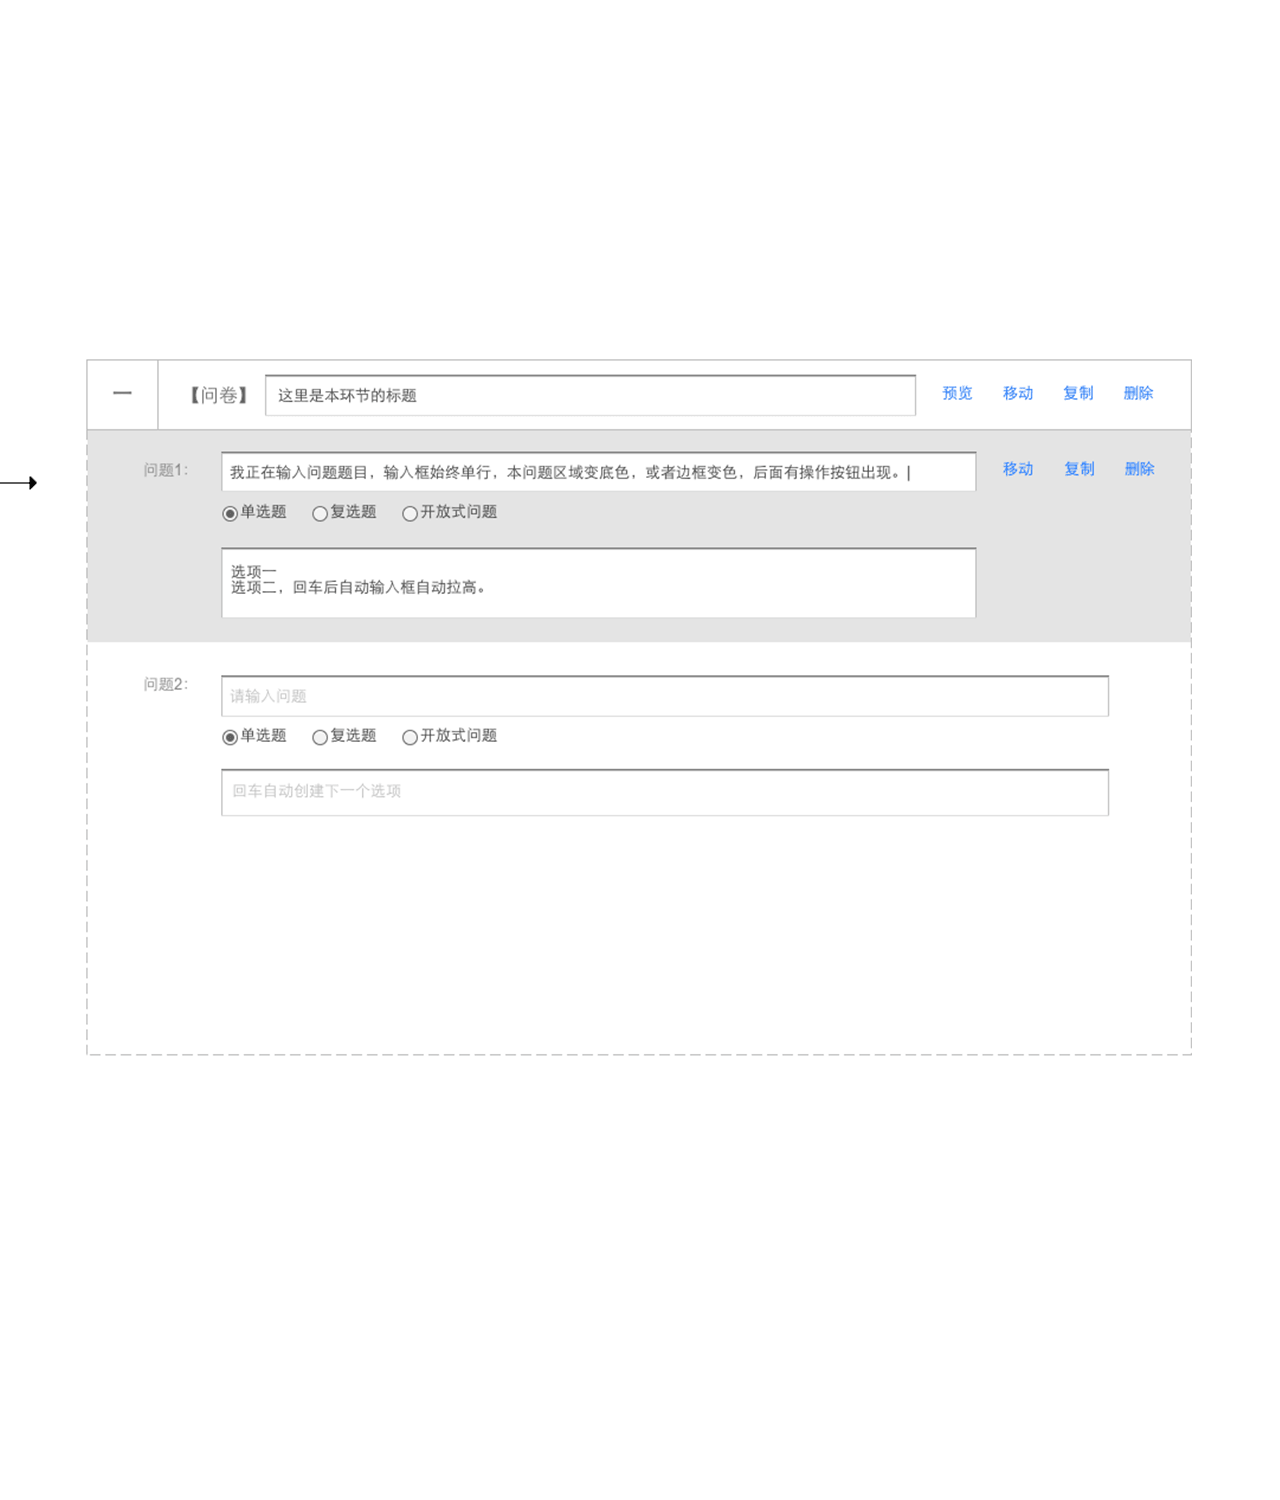 一 【问卷】 这里是本环节的标题 预览 移动 复制 删除
问题1: 我正在输入问题题目，输入框始终单行，本问题区域变底色，或者边框变色，后面有操作按钮出现。| 移动 复制 删除
单选题 复选题 开放式问题
选项一
选项二，回车后自动输入框自动拉高。
问题2: 请输入问题
单选题 复选题 开放式问题
回车自动创建下一个选项